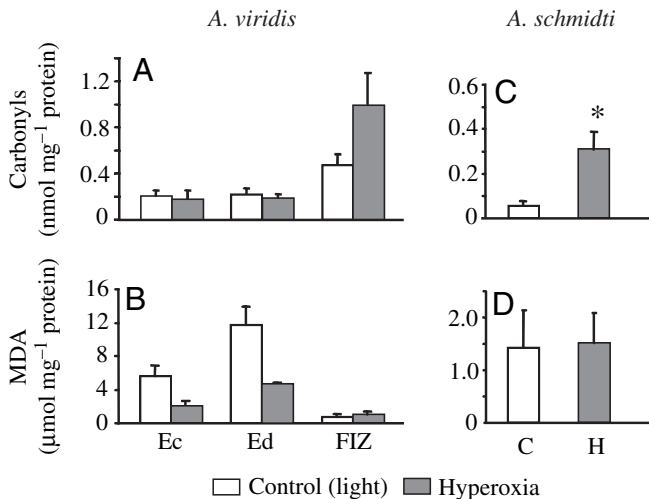 A. viridis
A. schmidti
Carbonyls
(nmol mg⁻¹ protein)
A
1.2
0.8
0.4
0
C
0.6
0.4
0.2
0
*
MDA
(μmol mg⁻¹ protein)
B
16
12
8
4
0
Ec Ed FIZ
D
2.0
1.0
0
C H
Control (light) Hyperoxia